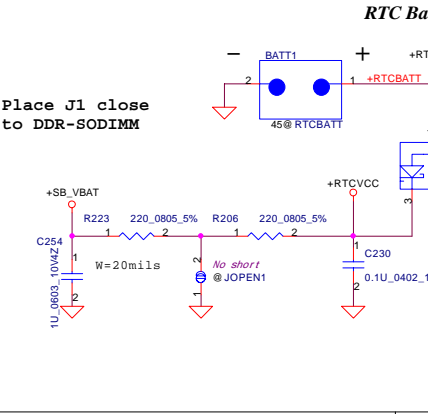 RTC Ba
BATT1
- +
+RT
2 1 +RTCBATT
45@ RTCBATT
Place J1 close
to DDR-SODIMM
+SB_VBAT
+RTCVCC
3
R223 220_0805_5% R206 220_0805_5%
1 2 1 2
C254
1U_0603_10V4Z
1
2
W=20mils
2
No short
@ JOPEN1
1
1
C230
0.1U_0402_1
2